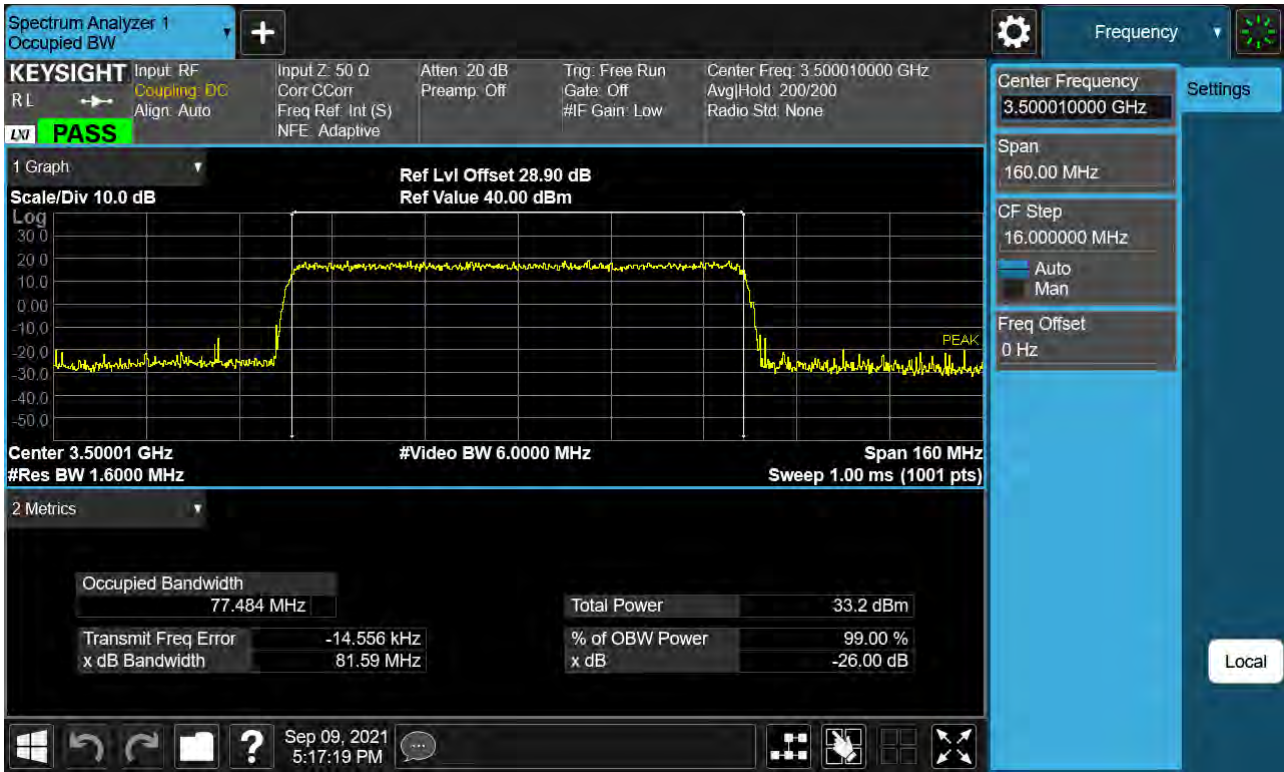 Spectrum Analyzer 1
Occupied BW
+
Frequency
KEYSIGHT
RL
LXI PASS
Input: RF
Coupling: DC
Align: Auto
Input Z: 50 Ω
Corr CCorr
Freq Ref: Int (S)
NFE: Adaptive
Atten: 20 dB
Preamp: Off
Trig: Free Run
Gate: Off
#IF Gain: Low
Center Freq: 3.500010000 GHz
Avg|Hold: 200/200
Radio Std: None
Center Frequency
3.500010000 GHz
Settings
Span
160.00 MHz
CF Step
16.000000 MHz
Auto
Man
Freq Offset
0 Hz
Local
1 Graph
Scale/Div 10.0 dB
Ref Lvl Offset 28.90 dB
Ref Value 40.00 dBm
Log
30.0
20.0
10.0
0.00
-10.0
-20.0
-30.0
-40.0
-50.0
PEAK
Center 3.50001 GHz
#Video BW 6.0000 MHz
Span 160 MHz
#Res BW 1.6000 MHz
Sweep 1.00 ms (1001 pts)
2 Metrics
Occupied Bandwidth
77.484 MHz
Total Power 33.2 dBm
Transmit Freq Error -14.556 kHz
% of OBW Power 99.00 %
x dB Bandwidth 81.59 MHz
x dB -26.00 dB
?
Sep 09, 2021
5:17:19 PM